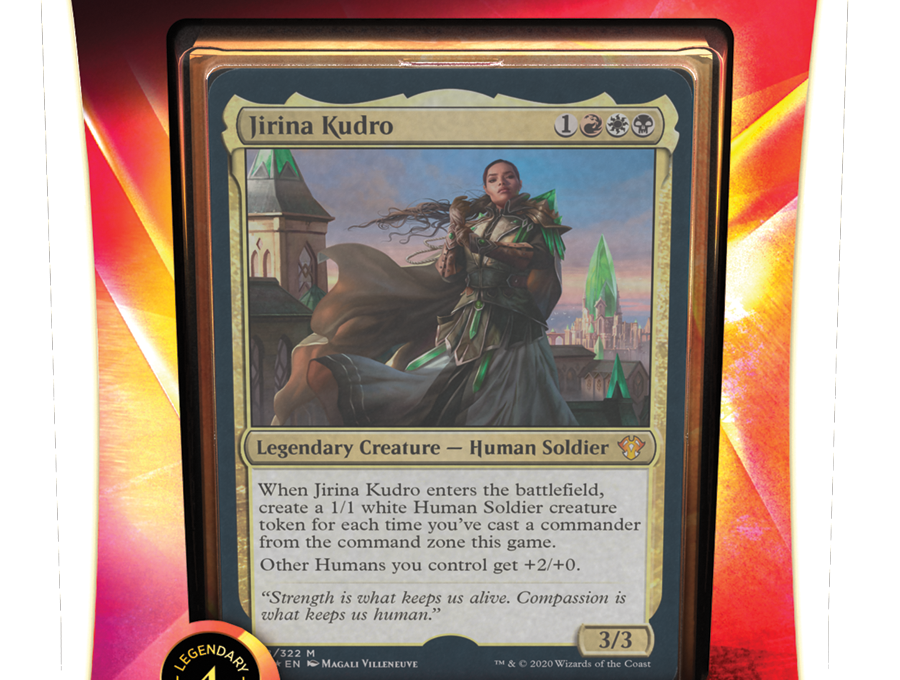 Jirina Kudro 1
Legendary Creature — Human Soldier
When Jirina Kudro enters the battlefield,
create a 1/1 white Human Soldier creature
token for each time you've cast a commander
from the command zone this game.
Other Humans you control get +2/+0.
“Strength is what keeps us alive. Compassion is
what keeps us human.”
3/3
/322 M
EN Magali Villeneuve
™ & © 2020 Wizards of the Coast
LEGENDARY